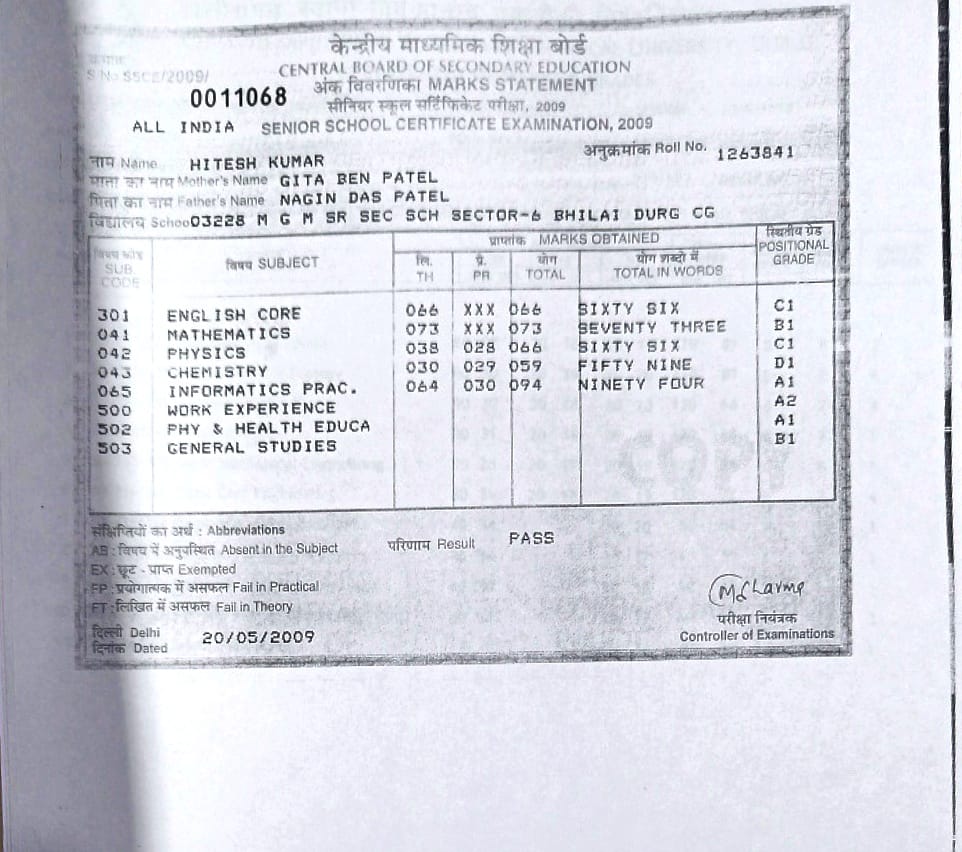 केन्द्रीय माध्यमिक शिक्षा बोर्ड
CENTRAL BOARD OF SECONDARY EDUCATION
S No SSCE/2009/
अंक विवरणिका MARKS STATEMENT
0011068
सीनियर स्कूल सर्टिफिकेट परीक्षा, 2009
ALL INDIA SENIOR SCHOOL CERTIFICATE EXAMINATION, 2009
अनुक्रमांक Roll No. 1263841
नाम Name HITESH KUMAR
माता का नाम Mother's Name GITA BEN PATEL
पिता का नाम Father's Name NAGIN DAS PATEL
विद्यालय Schoo03228 M G M SR SEC SCH SECTOR-6 BHILAI DURG CG
विषय कोड SUB. CODE विषय SUBJECT प्राप्तांक MARKS OBTAINED स्थितीय ग्रेड POSITIONAL GRADE
लि. TH प्रै. PR योग TOTAL योग शब्दो में TOTAL IN WORDS
301 ENGLISH CORE 066 XXX 066 SIXTY SIX C1
041 MATHEMATICS 073 XXX 073 SEVENTY THREE B1
042 PHYSICS 038 028 066 SIXTY SIX C1
043 CHEMISTRY 030 029 059 FIFTY NINE D1
065 INFORMATICS PRAC. 064 030 094 NINETY FOUR A1
500 WORK EXPERIENCE A2
502 PHY & HEALTH EDUCA A1
503 GENERAL STUDIES B1
COPY
संक्षिप्तियों का अर्थ : Abbreviations
AB : विषय में अनुपस्थित Absent in the Subject
परिणाम Result PASS
EX : छूट - प्राप्त Exempted
FP : प्रयोगात्मक में असफल Fail in Practical
FT : लिखित में असफल Fail in Theory
M Sharma
परीक्षा नियंत्रक
Controller of Examinations
दिल्ली Delhi
दिनांक Dated 20/05/2009